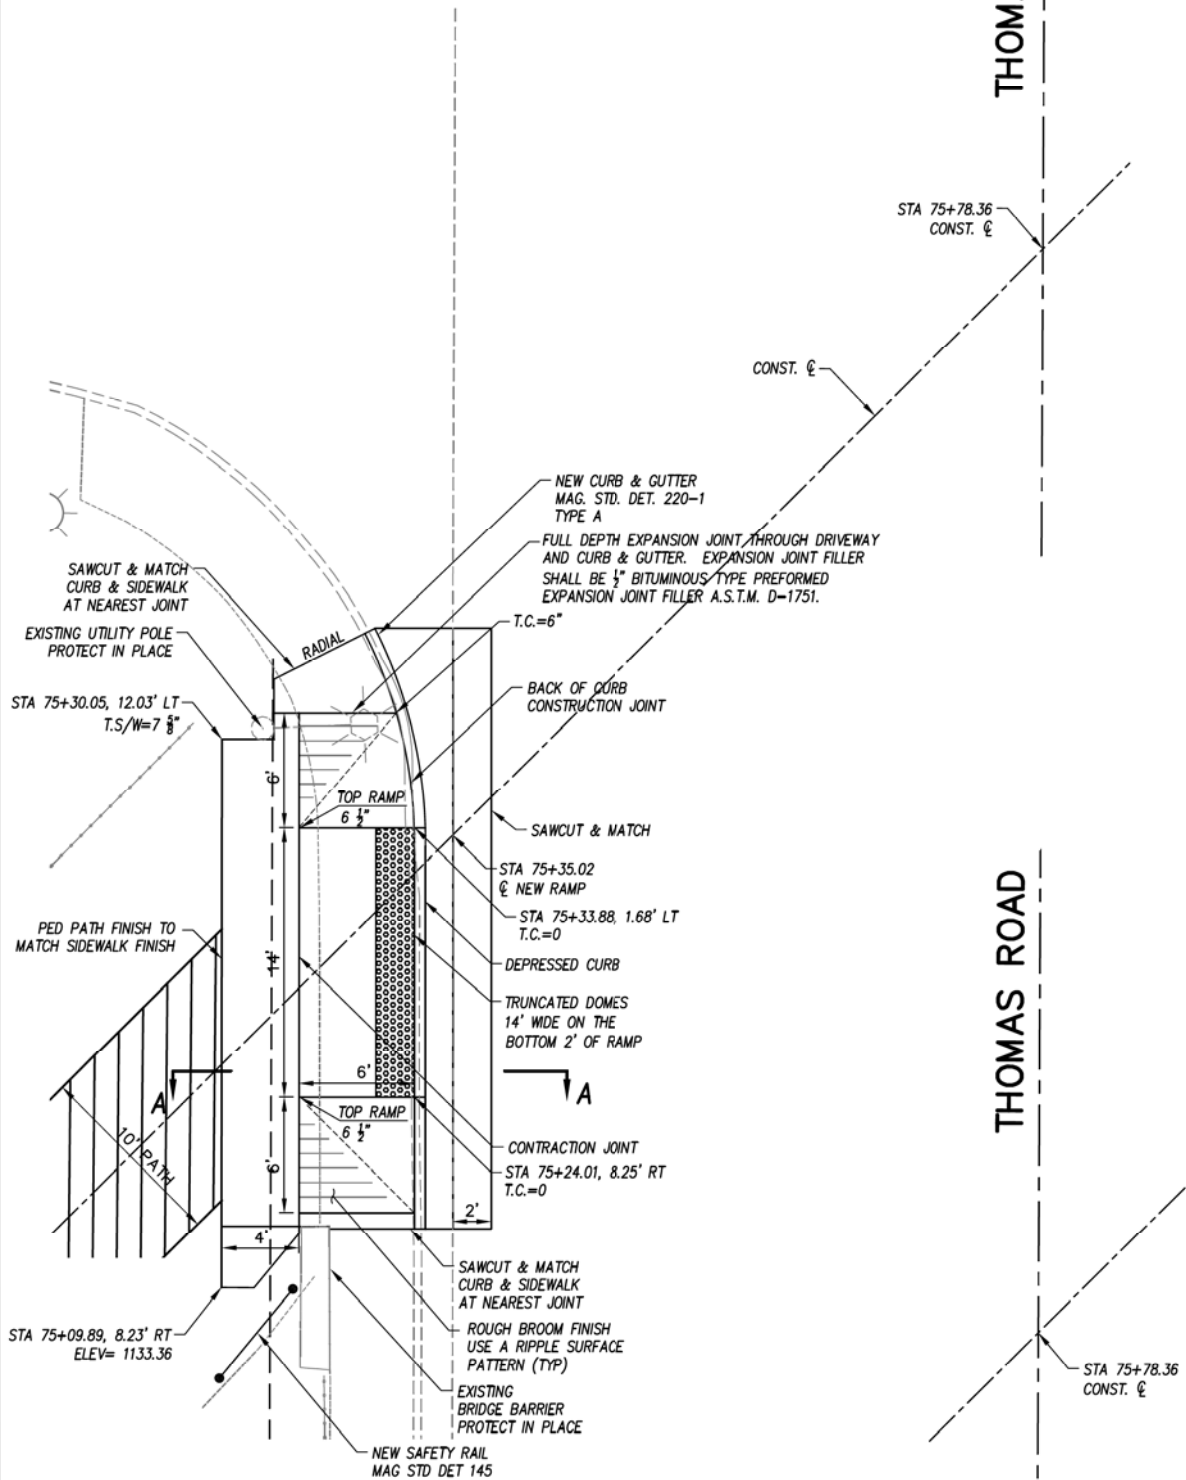 THOM
STA 75+78.36
CONST. ℄
CONST. ℄
NEW CURB & GUTTER
MAG. STD. DET. 220-1
TYPE A
FULL DEPTH EXPANSION JOINT THROUGH DRIVEWAY
AND CURB & GUTTER. EXPANSION JOINT FILLER
SHALL BE 1/2" BITUMINOUS TYPE PREFORMED
EXPANSION JOINT FILLER A.S.T.M. D-1751.
T.C.=6"
SAWCUT & MATCH
CURB & SIDEWALK
AT NEAREST JOINT
RADIAL
EXISTING UTILITY POLE
PROTECT IN PLACE
BACK OF CURB
CONSTRUCTION JOINT
STA 75+30.05, 12.03' LT
T.S/W=7 5/8"
6'
TOP RAMP
6 1/2"
SAWCUT & MATCH
STA 75+35.02
℄ NEW RAMP
STA 75+33.88, 1.68' LT
T.C.=0
PED PATH FINISH TO
MATCH SIDEWALK FINISH
14'
DEPRESSED CURB
TRUNCATED DOMES
14' WIDE ON THE
BOTTOM 2' OF RAMP
THOMAS ROAD
6'
A
A
TOP RAMP
6 1/2"
10' PATH
6'
CONTRACTION JOINT
STA 75+24.01, 8.25' RT
T.C.=0
2'
4'
SAWCUT & MATCH
CURB & SIDEWALK
AT NEAREST JOINT
STA 75+09.89, 8.23' RT
ELEV= 1133.36
ROUGH BROOM FINISH
USE A RIPPLE SURFACE
PATTERN (TYP)
EXISTING
BRIDGE BARRIER
PROTECT IN PLACE
NEW SAFETY RAIL
MAG STD DET 145
STA 75+78.36
CONST. ℄